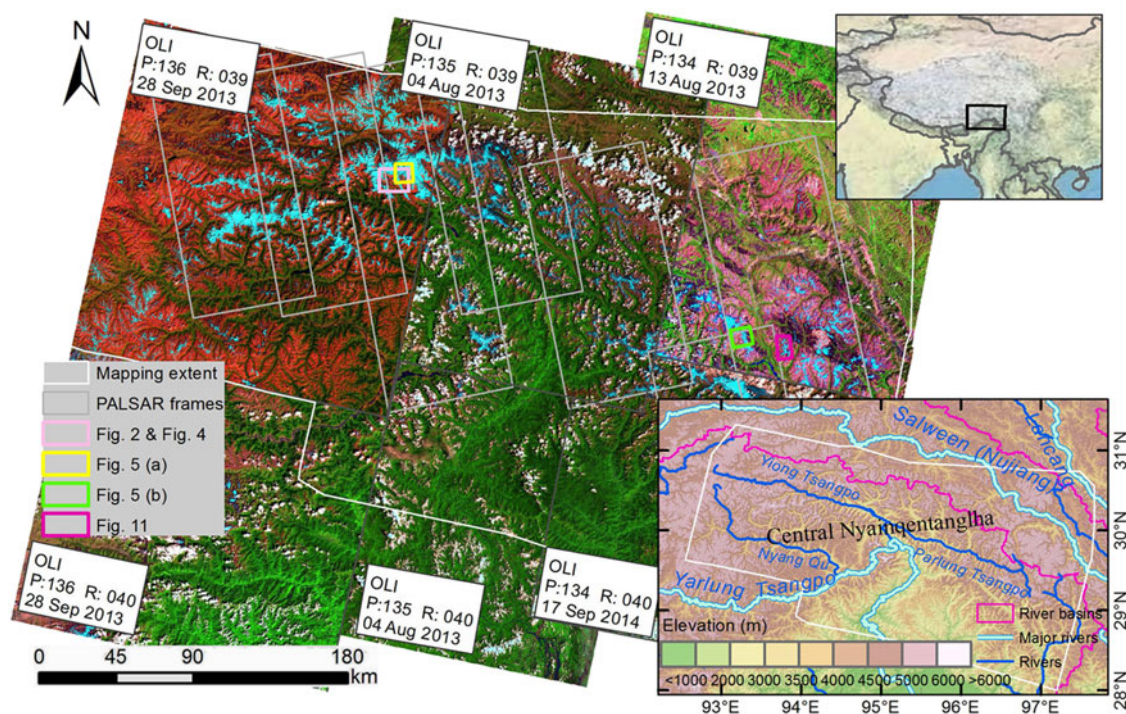 N
OLI
P:136 R: 039
28 Sep 2013
OLI
P:135 R: 039
04 Aug 2013
OLI
P:134 R: 039
13 Aug 2013
Mapping extent
PALSAR frames
Fig. 2 & Fig. 4
Fig. 5 (a)
Fig. 5 (b)
Fig. 11
OLI
P:136 R: 040
28 Sep 2013
OLI
P:135 R: 040
04 Aug 2013
OLI
P:134 R: 040
17 Sep 2014
0 45 90 180
km
Salween (Nujiang)
Lancang
Yiong Tsangpo
Central Nyainqentanglha
Nyang Qu
Parlung Tsangpo
Yarlung Tsangpo
River basins
Major rivers
Rivers
Elevation (m)
<1000 2000 3000 3500 4000 4500 5000 6000 >6000
31°N
30°N
29°N
28°N
93°E 94°E 95°E 96°E 97°E